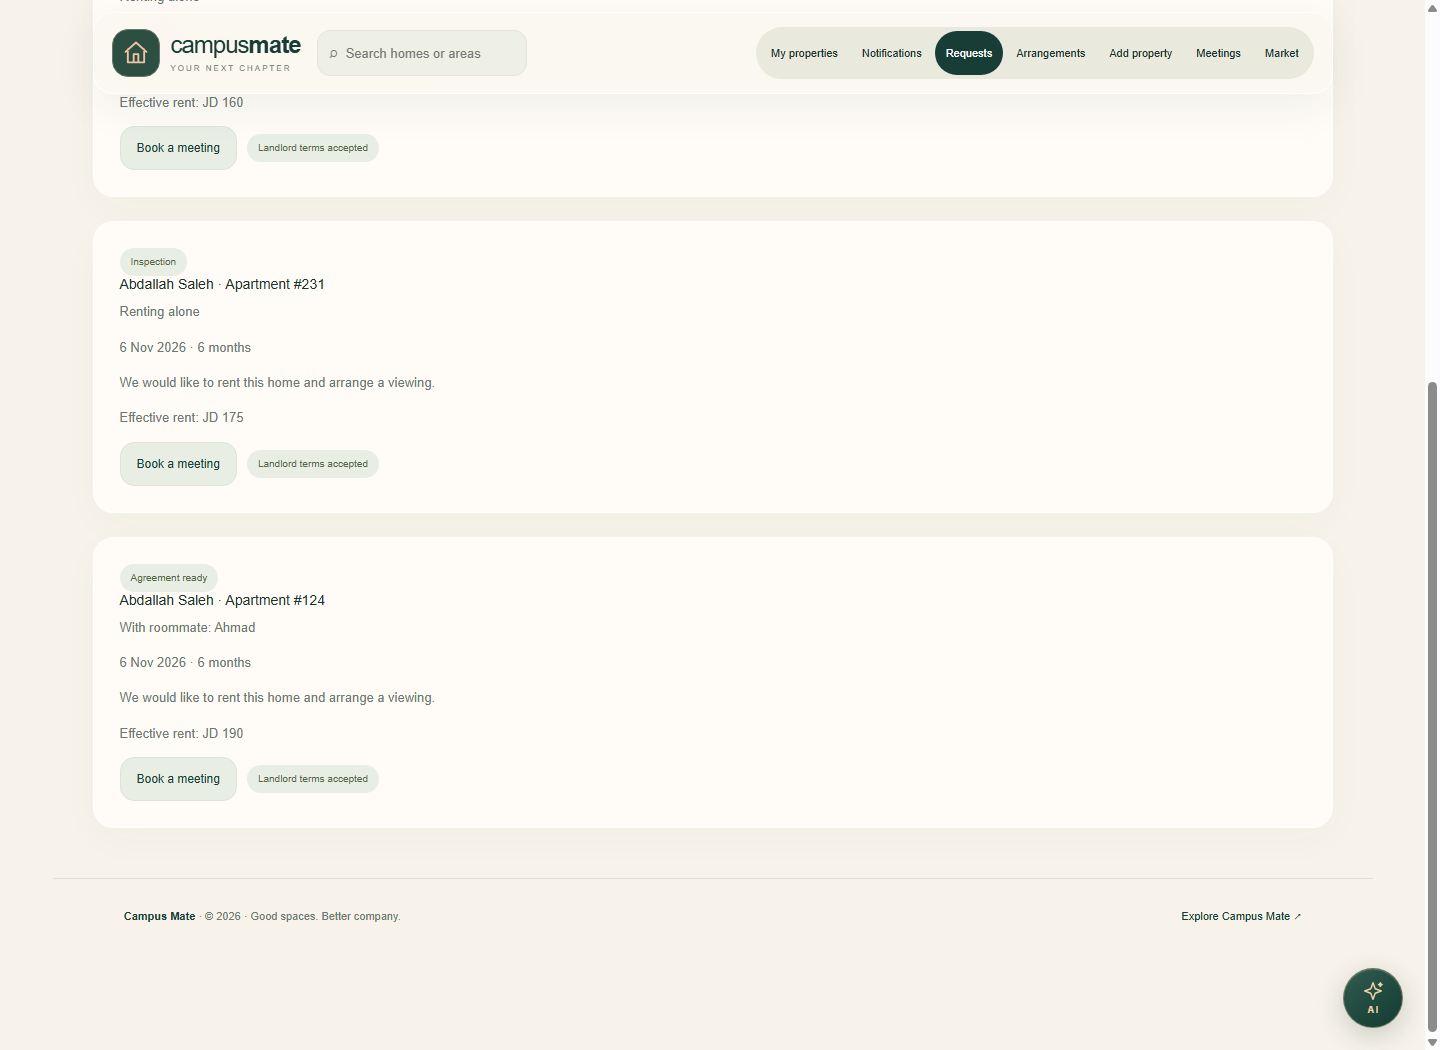 Renting alone
campusmate
YOUR NEXT CHAPTER
Search homes or areas
My properties
Notifications
Requests
Arrangements
Add property
Meetings
Market
Effective rent: JD 160
Book a meeting
Landlord terms accepted
Inspection
Abdallah Saleh · Apartment #231
Renting alone
6 Nov 2026 · 6 months
We would like to rent this home and arrange a viewing.
Effective rent: JD 175
Book a meeting
Landlord terms accepted
Agreement ready
Abdallah Saleh · Apartment #124
With roommate: Ahmad
6 Nov 2026 · 6 months
We would like to rent this home and arrange a viewing.
Effective rent: JD 190
Book a meeting
Landlord terms accepted
Campus Mate · © 2026 · Good spaces. Better company.
Explore Campus Mate ↗
AI